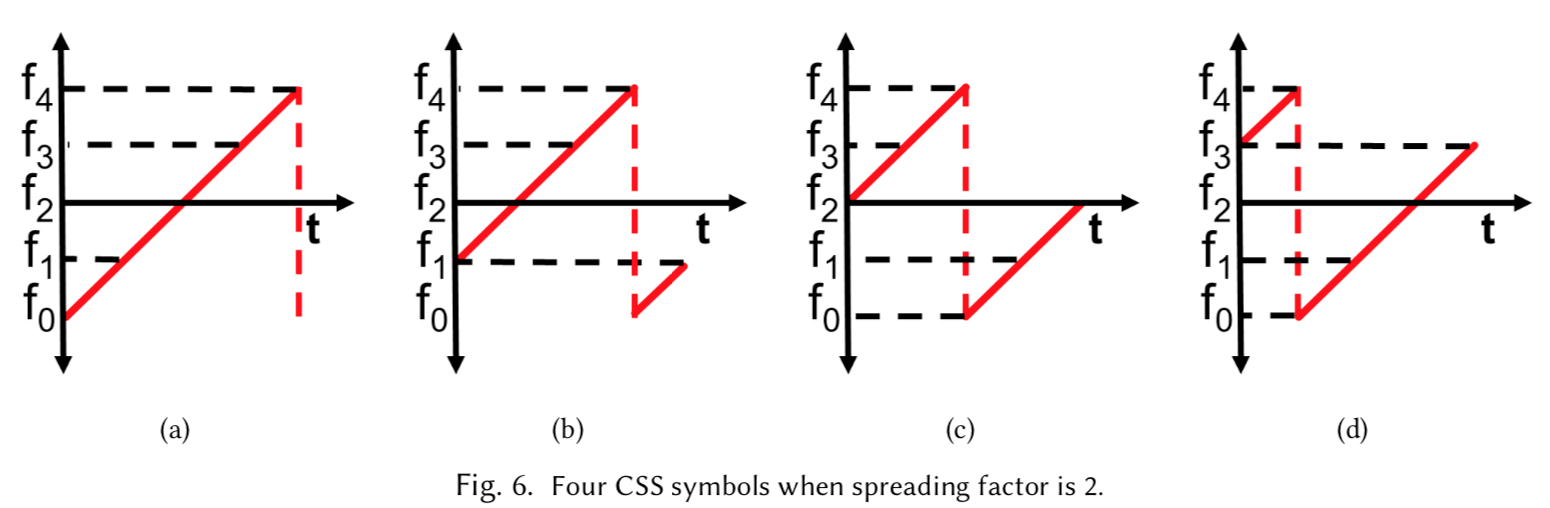 f4 f4 f4 f4
f3 f3 f3 f3
f2 f2 f2 f2
t t t t
f1 f1 f1 f1
f0 f0 f0 f0
(a) (b) (c) (d)
Fig. 6. Four CSS symbols when spreading factor is 2.